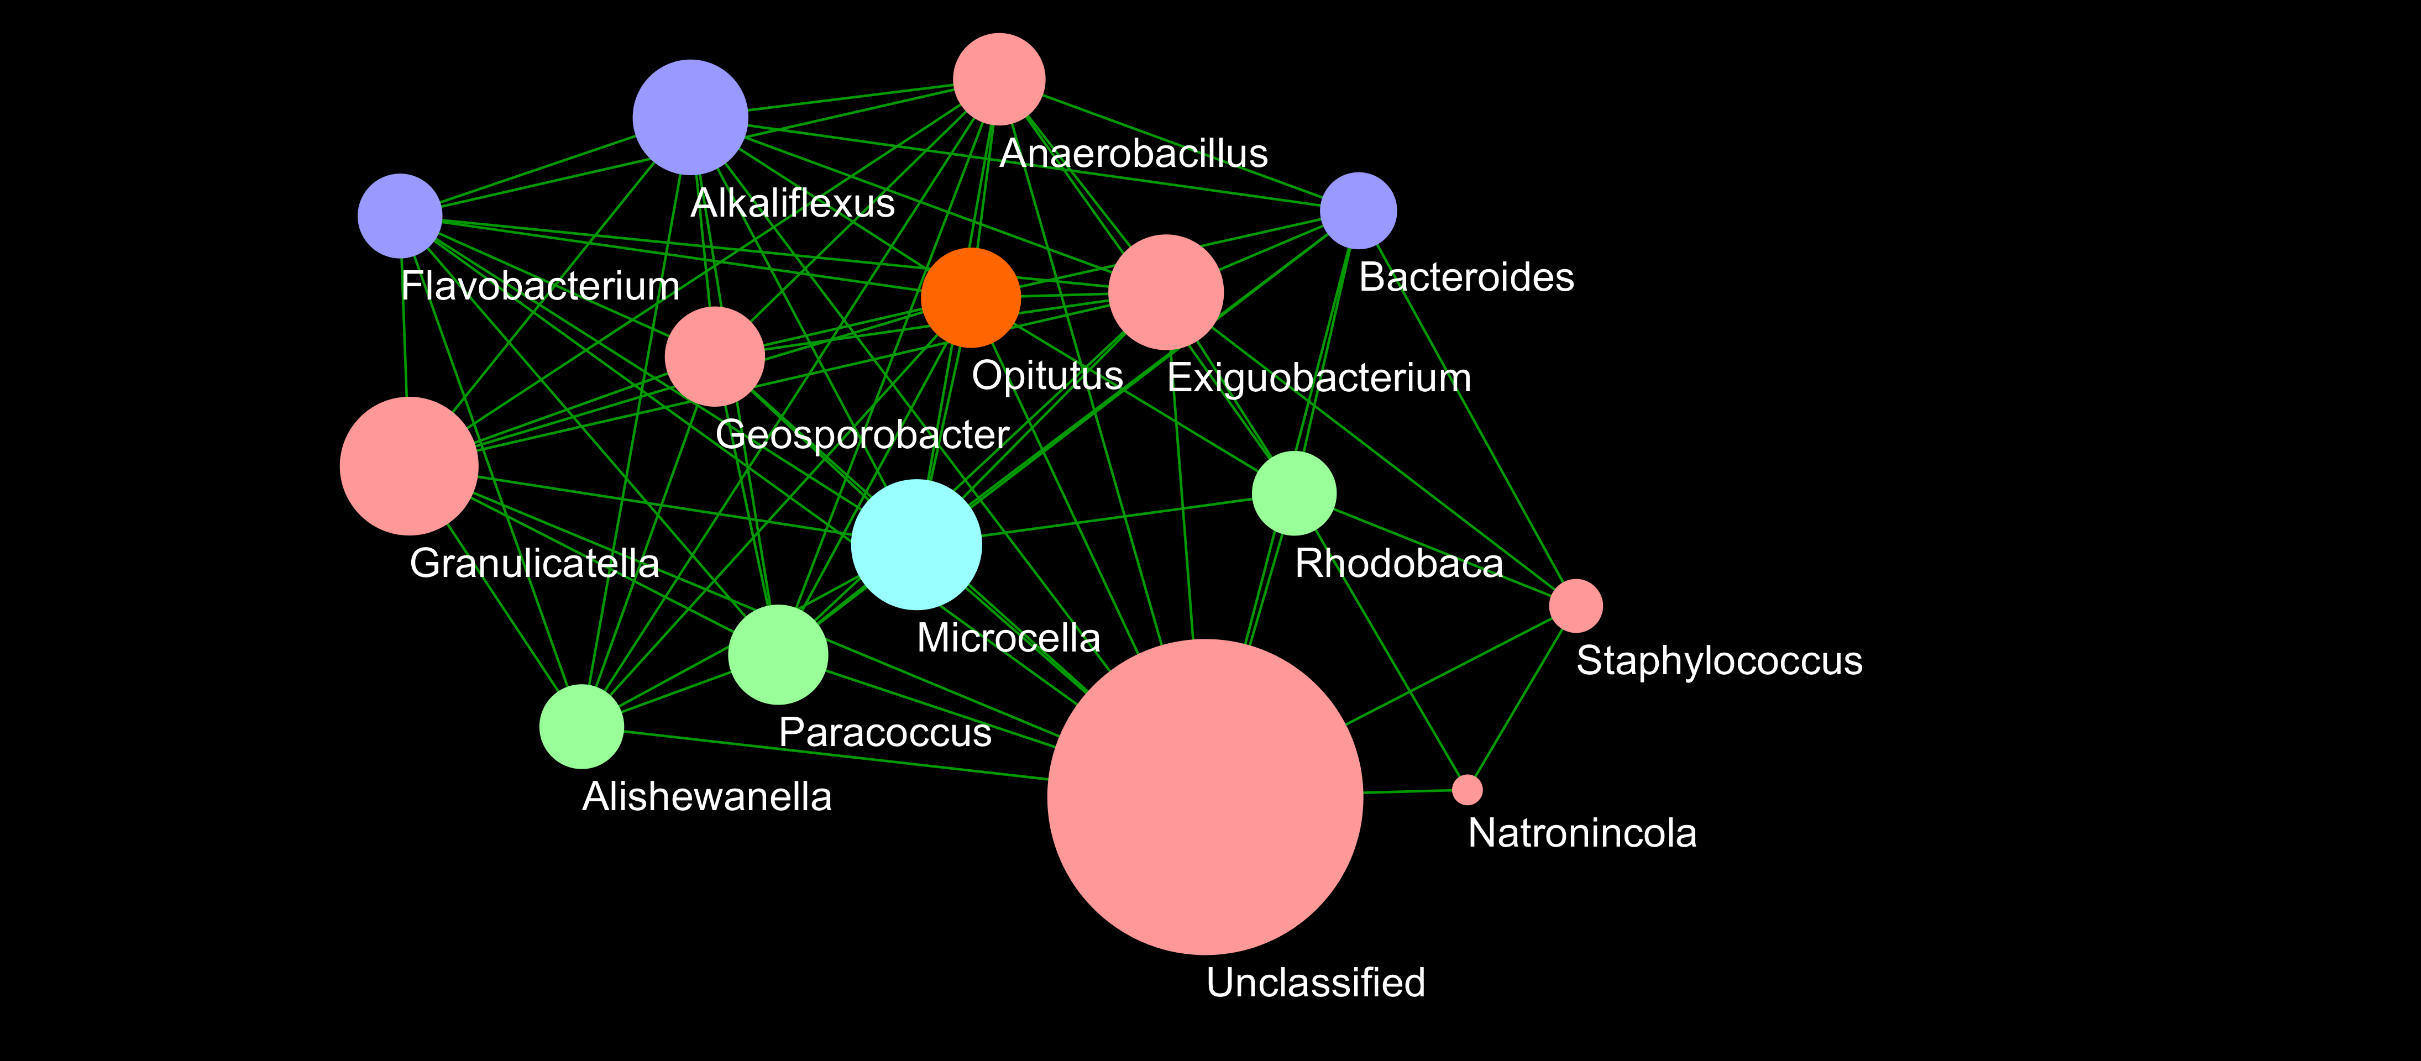 Anaerobacillus
Alkaliflexus
Flavobacterium
Bacteroides
Opitutus
Exiguobacterium
Geosporobacter
Granulicatella
Rhodobaca
Microcella
Staphylococcus
Paracoccus
Alishewanella
Natronincola
Unclassified